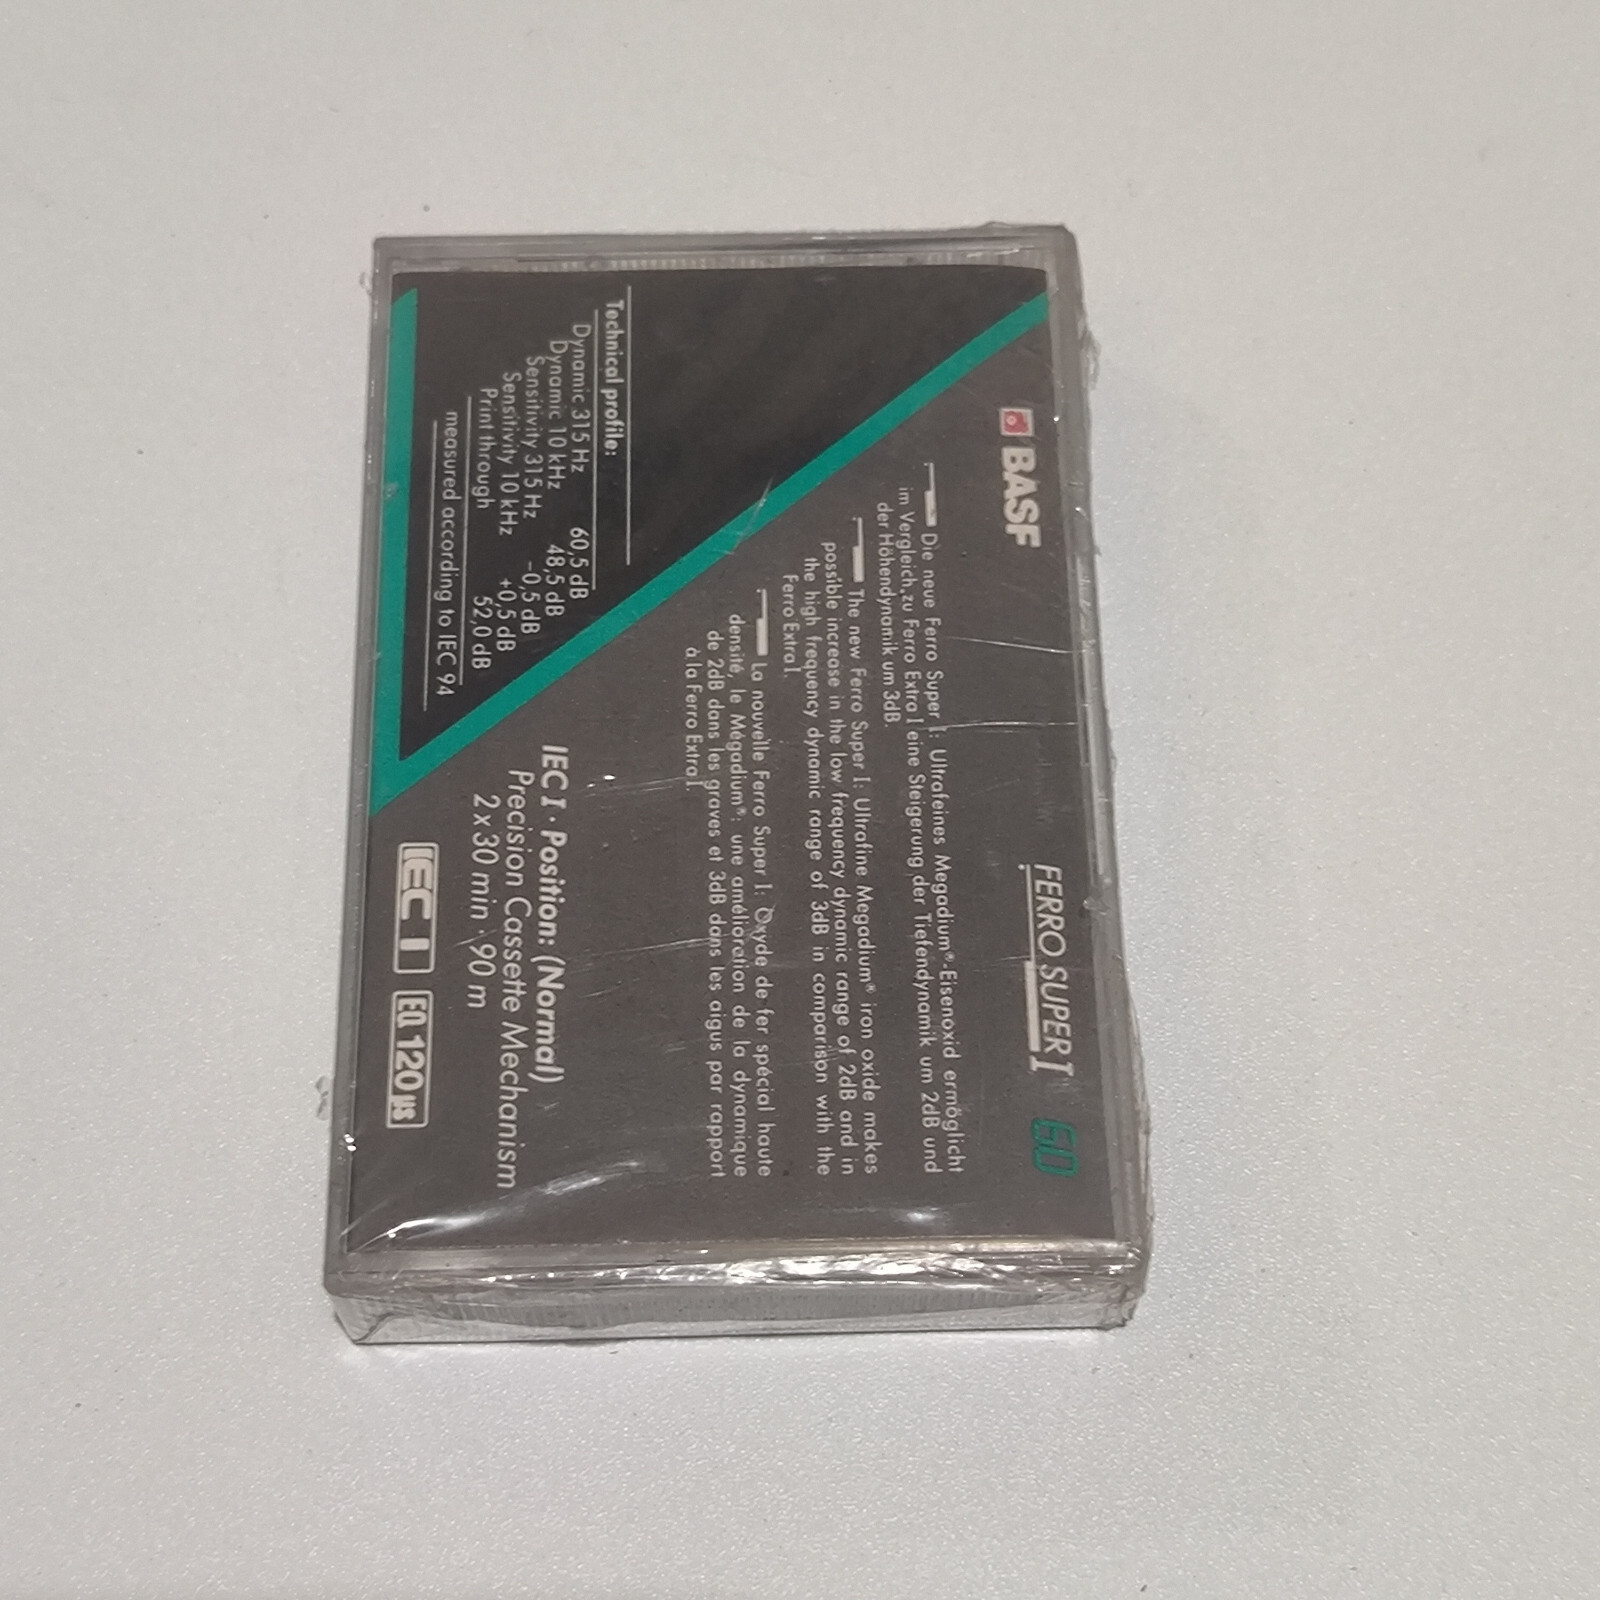 BASF
FERRO SUPER I 60
Die neue Ferro Super I: Ultrafeines Megadium®-Eisenoxid ermöglicht
im Vergleich zu Ferro Extra I eine Steigerung der Tiefendynamik um 2dB und
der Höhendynamik um 3dB.
The new Ferro Super I: Ultrafine Megadium® iron oxide makes
possible increase in the low frequency dynamic range of 2dB and in
the high frequency dynamic range of 3dB in comparison with the
Ferro Extra I.
La nouvelle Ferro Super I: Oxyde de fer spécial haute
densité, le Mégadium®: une amélioration de la dynamique
de 2dB dans les graves et 3dB dans les aigus par rapport
à la Ferro Extra I.
Technical profile:
Dynamic 315 Hz 60,5 dB
Dynamic 10 kHz 48,5 dB
Sensitivity 315 Hz -0,5 dB
Sensitivity 10 kHz +0,5 dB
Print through 52,0 dB
measured according to IEC 94
IEC I · Position: (Normal)
Precision Cassette Mechanism
2 x 30 min · 90 m
IEC I EQ 120 µs